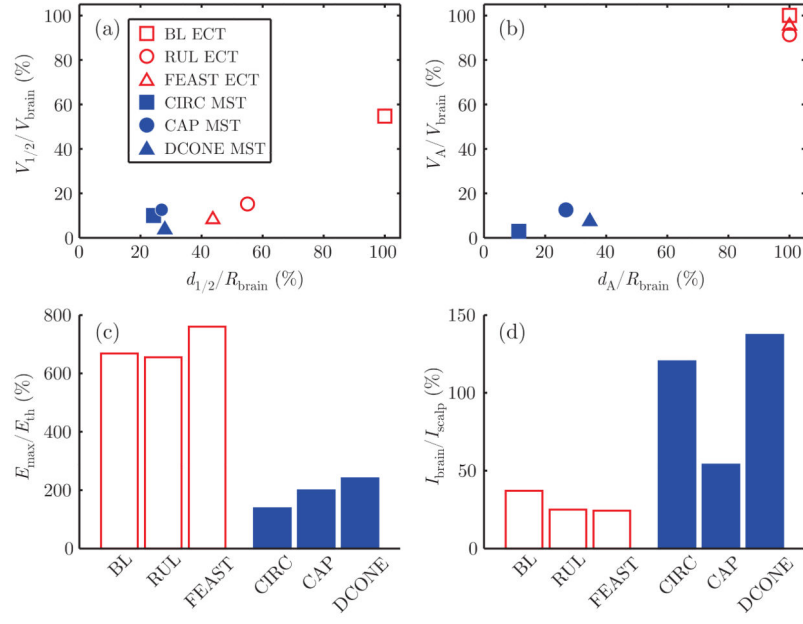 (a)
BL ECT
RUL ECT
FEAST ECT
CIRC MST
CAP MST
DCONE MST
V1/2/Vbrain (%)
100
80
60
40
20
0
0 20 40 60 80 100
d1/2/Rbrain (%)
(b)
VA/Vbrain (%)
100
80
60
40
20
0
0 20 40 60 80 100
dA/Rbrain (%)
(c)
Emax/Eth (%)
800
600
400
200
0
BL RUL FEAST CIRC CAP DCONE
(d)
Ibrain/Iscalp (%)
150
100
50
0
BL RUL FEAST CIRC CAP DCONE